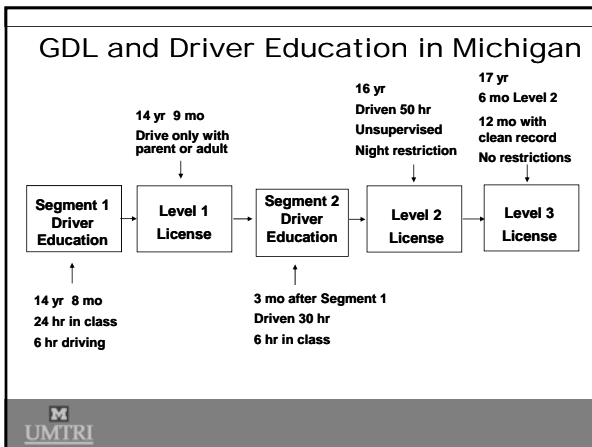 GDL and Driver Education in Michigan
14 yr 9 mo
Drive only with
parent or adult
16 yr
Driven 50 hr
Unsupervised
Night restriction
17 yr
6 mo Level 2
12 mo with
clean record
No restrictions
Segment 1
Driver
Education
Level 1
License
Segment 2
Driver
Education
Level 2
License
Level 3
License
14 yr 8 mo
24 hr in class
6 hr driving
3 mo after Segment 1
Driven 30 hr
6 hr in class
M
UMTRI